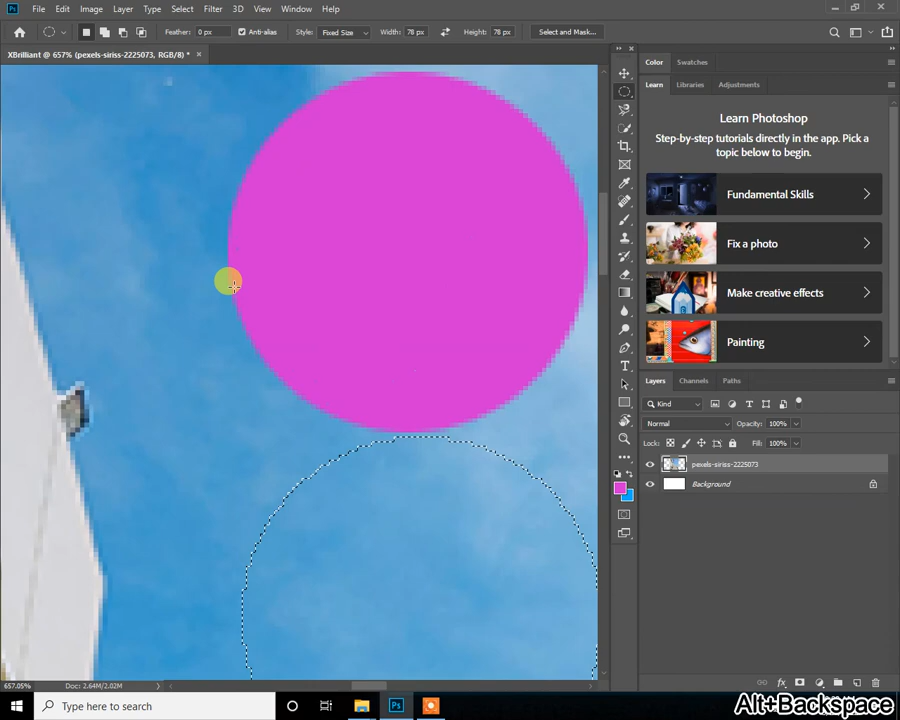 Ps File Edit Image Layer Type Select Filter 3D View Window Help
Feather: 0 px Anti-alias Style: Fixed Size Width: 78 px Height: 78 px Select and Mask...
XBrilliant @ 657% (pexels-siriss-2225073, RGB/8) * ×
Color Swatches
Learn Libraries Adjustments
Learn Photoshop
Step-by-step tutorials directly in the app. Pick a
topic below to begin.
Fundamental Skills
Fix a photo
Make creative effects
Painting
Layers Channels Paths
Kind
Normal Opacity: 100%
Lock: Fill: 100%
pexels-siriss-2225073
Background
657.05% Doc: 2.64M/2.02M
Alt+Backspace
Type here to search
Ps